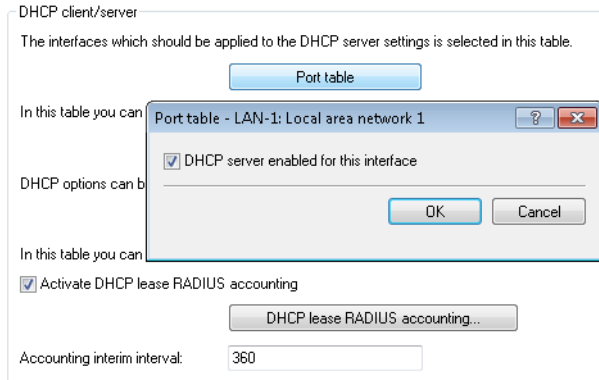 DHCP client/server
The interfaces which should be applied to the DHCP server settings is selected in this table.
Port table
In this table you can
Port table - LAN-1: Local area network 1
DHCP server enabled for this interface
DHCP options can b
OK Cancel
In this table you can
Activate DHCP lease RADIUS accounting
DHCP lease RADIUS accounting...
Accounting interim interval: 360